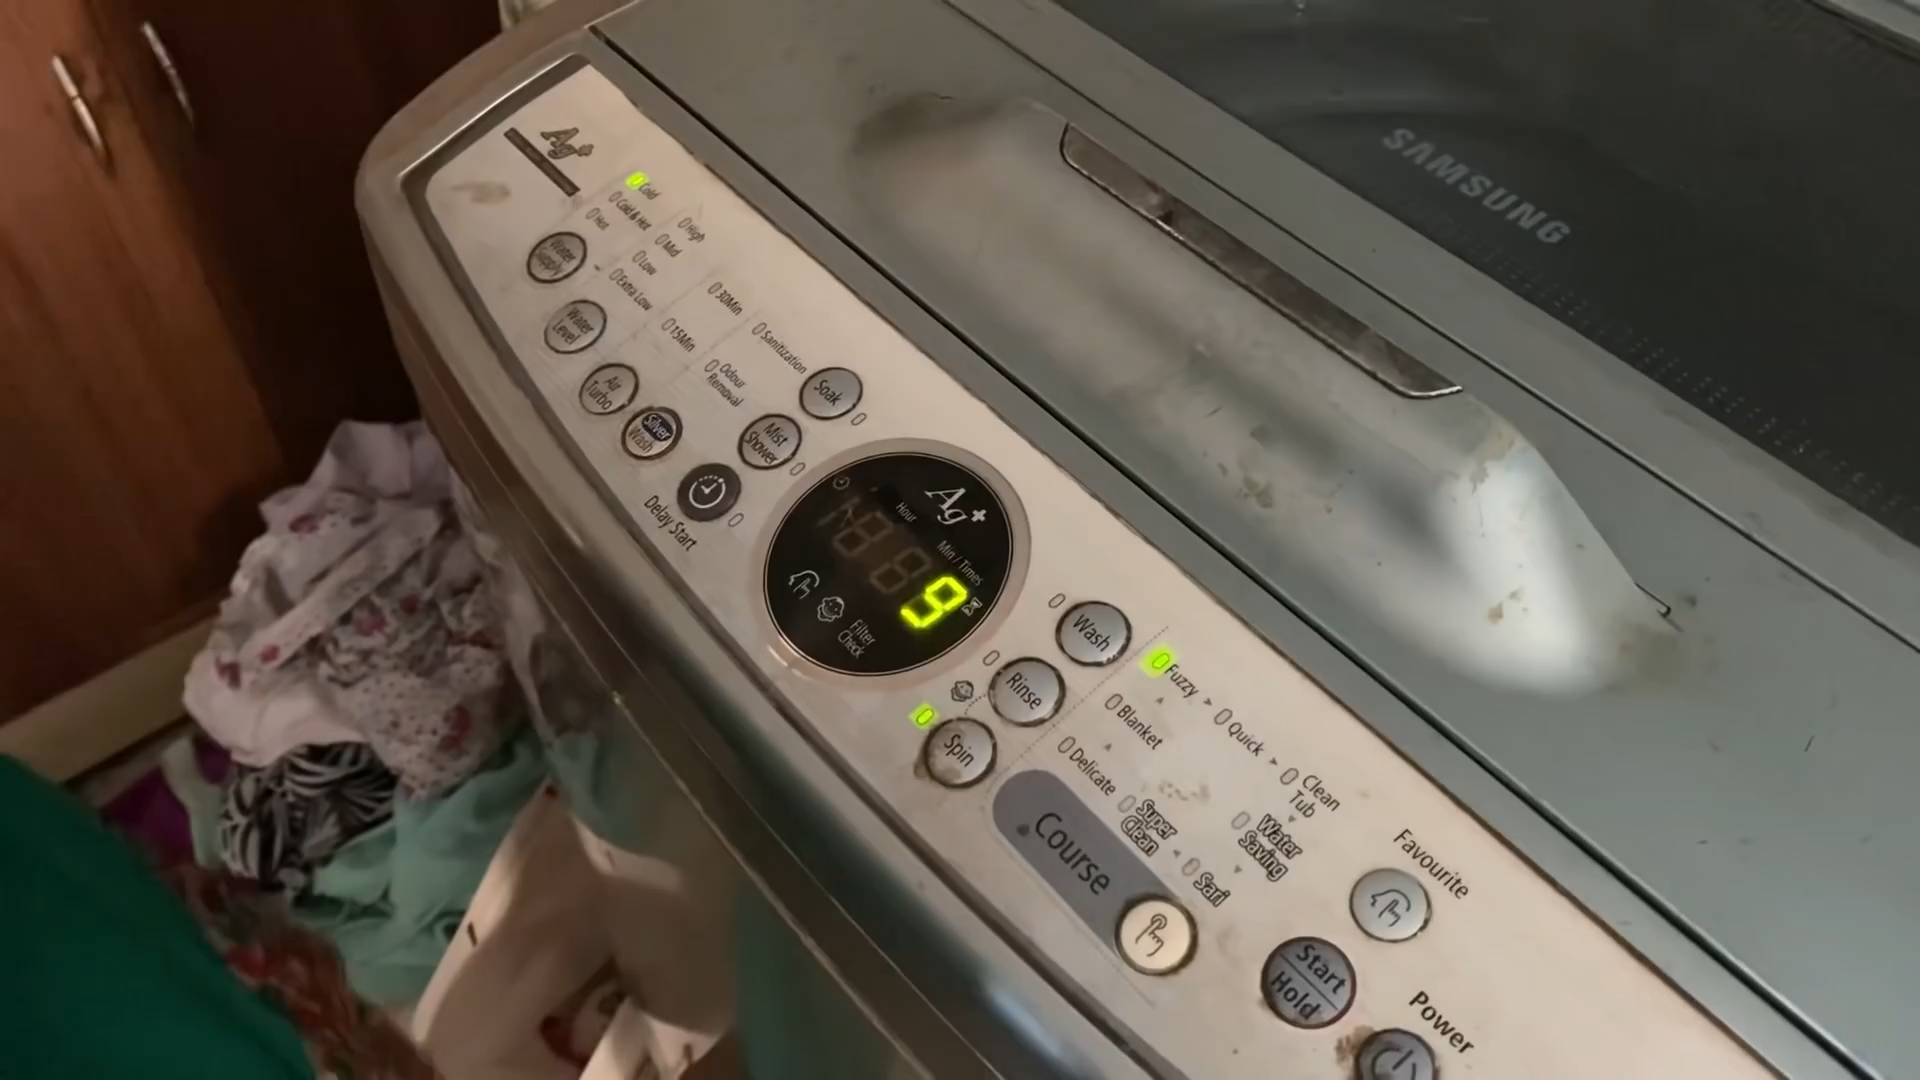 Ag+
SAMSUNG
Cold
Cold & Hot
Hot
High
Mid
Low
Extra Low
30Min
15Min
Sanitization
Odour
Removal
Water
Supply
Water
Level
Air
Turbo
Silver
Wash
Mist
Shower
Soak
Delay Start
Ag+
Hour
Min / Times
9
Filter
Check
Wash
Rinse
Spin
Fuzzy
Quick
Clean
Tub
Blanket
Delicate
Super
Clean
Water
Saving
Sari
Course
Favourite
Start
Hold
Power